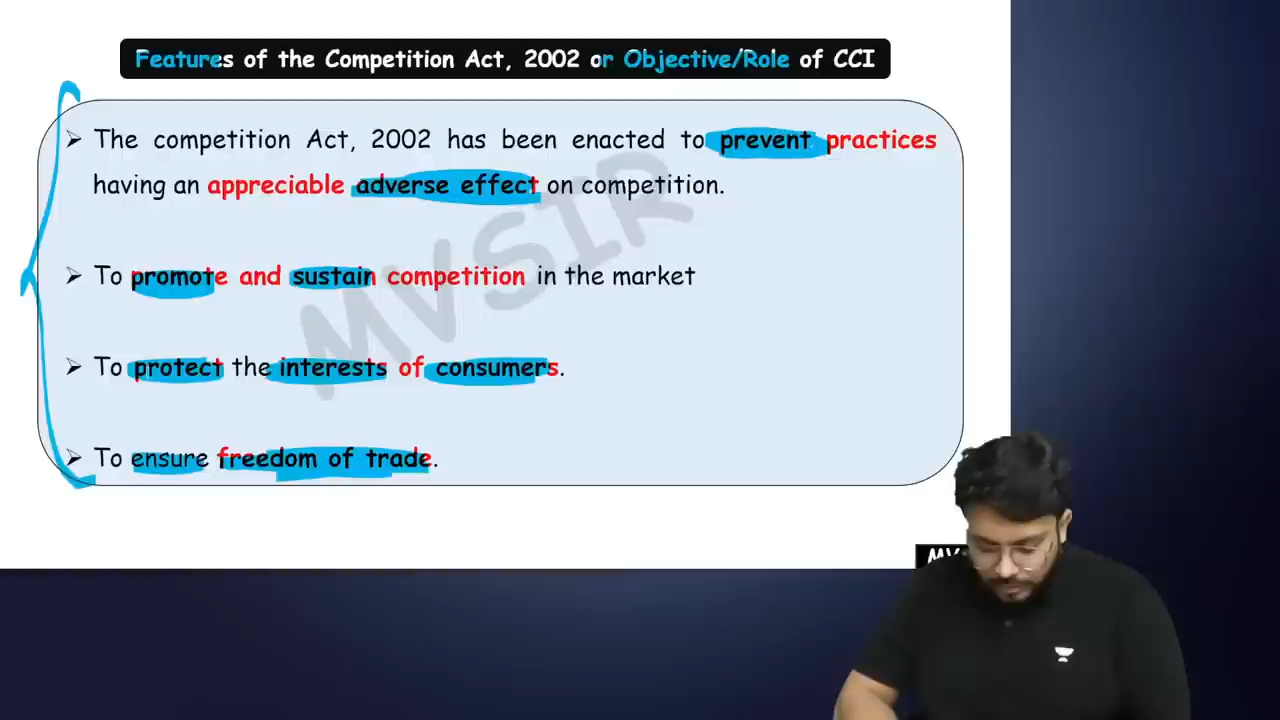 Features of the Competition Act, 2002 or Objective/Role of CCI
➢ The competition Act, 2002 has been enacted to prevent practices
having an appreciable adverse effect on competition.
➢ To promote and sustain competition in the market
➢ To protect the interests of consumers.
➢ To ensure freedom of trade.
MVSIR